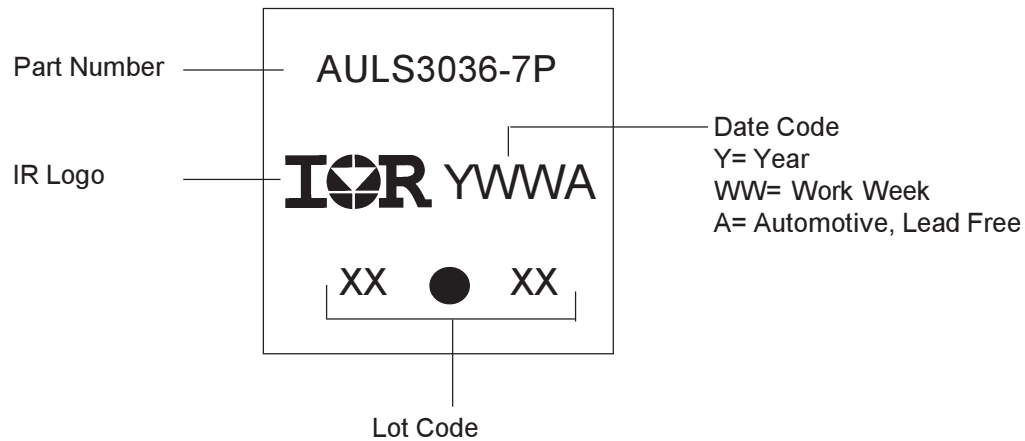 Part Number
AULS3036-7P
IR Logo
IOR YWWA
Date Code
Y= Year
WW= Work Week
A= Automotive, Lead Free
XX XX
Lot Code